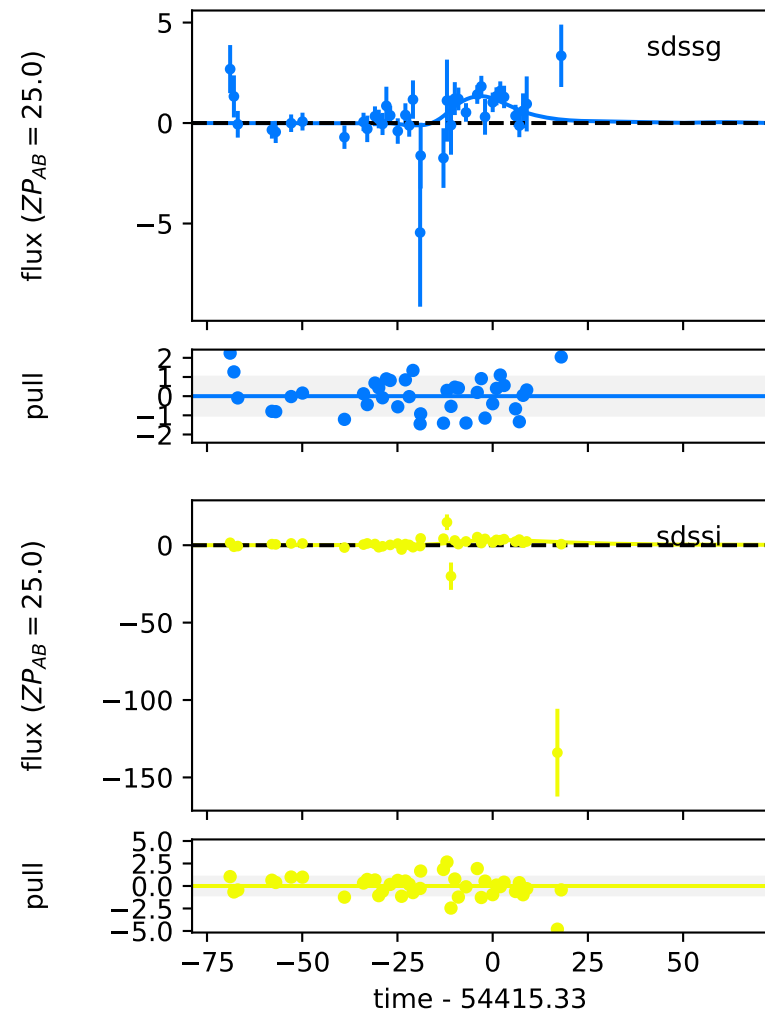 5
0
−5
flux (ZP_AB = 25.0)
sdssg
2
1
0
−1
−2
pull
0
−50
−100
−150
flux (ZP_AB = 25.0)
sdssi
5.0
2.5
0.0
−2.5
−5.0
pull
−75 −50 −25 0 25 50
time - 54415.33